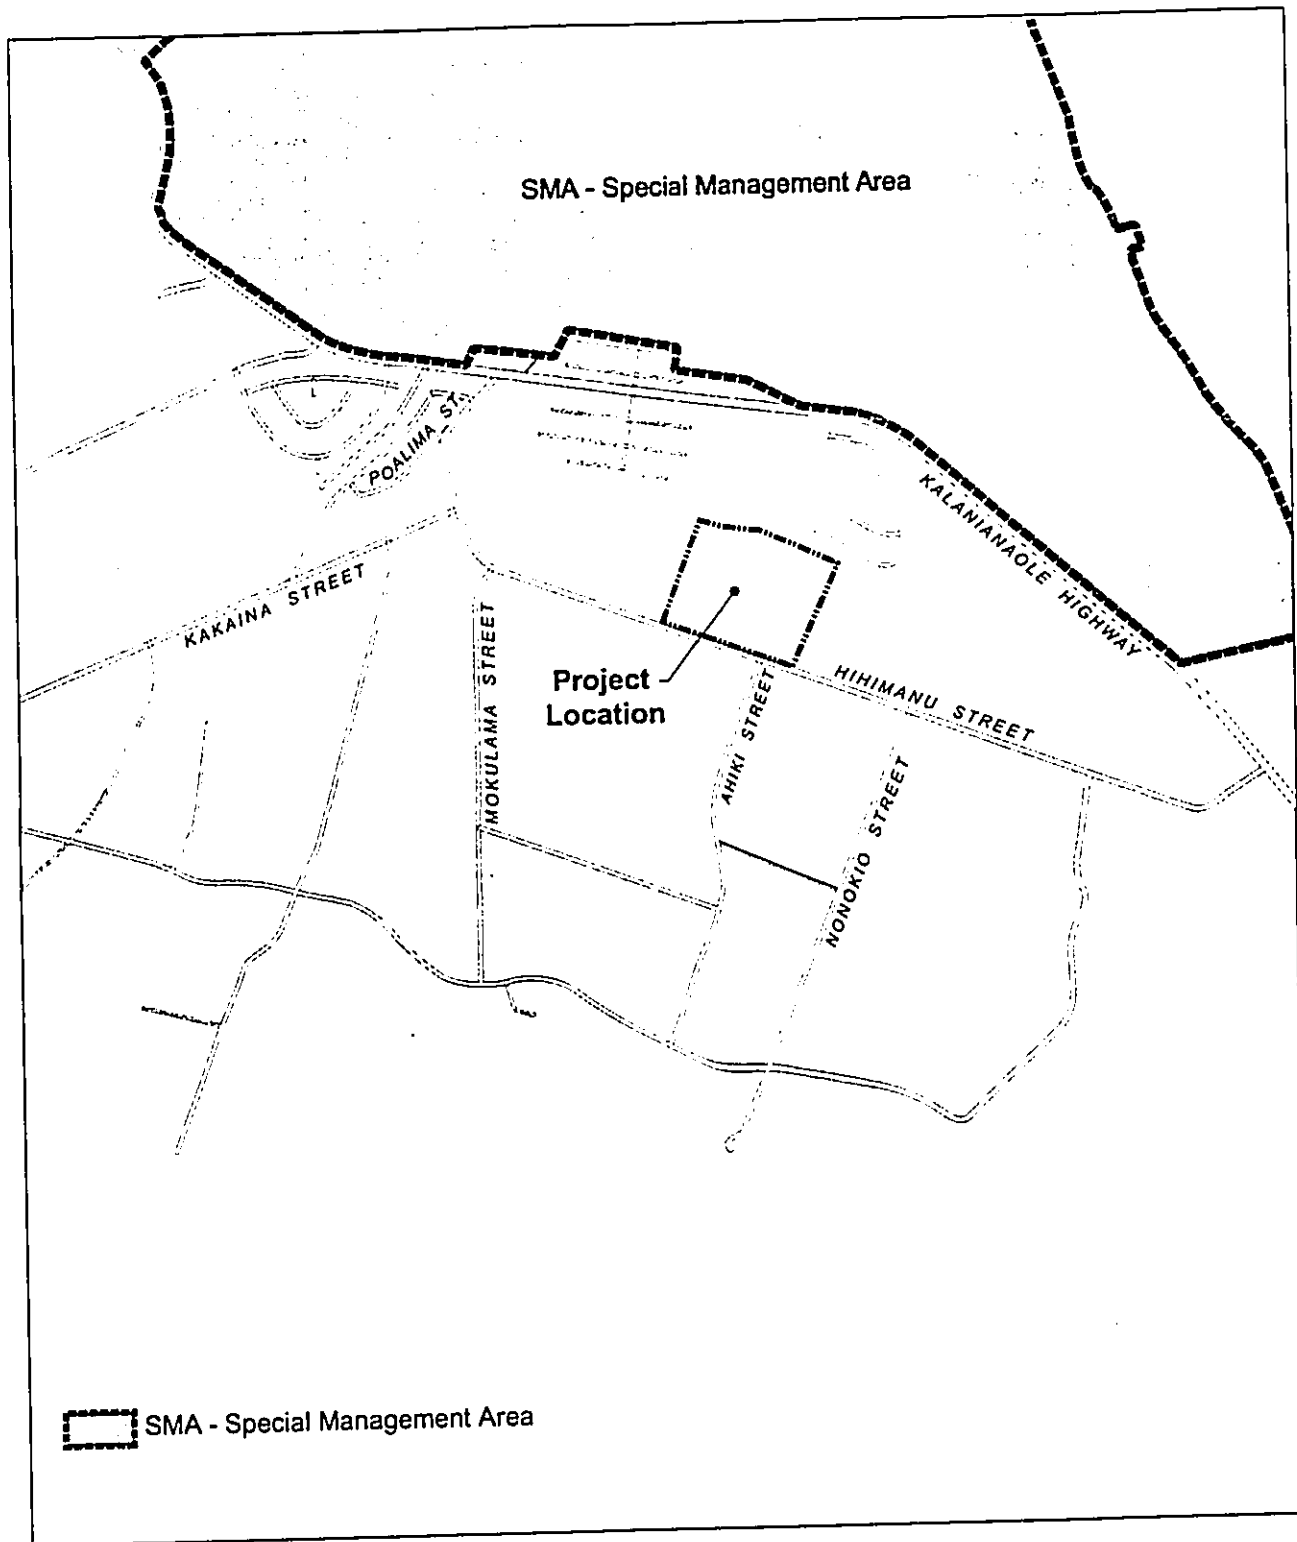 SMA - Special Management Area
POALIMA ST.
KALANIANAOLE HIGHWAY
KAKAINA STREET
MOKULAMA STREET
Project
Location
AHIKI STREET
HIHIMANU STREET
NONOKIO STREET
SMA - Special Management Area